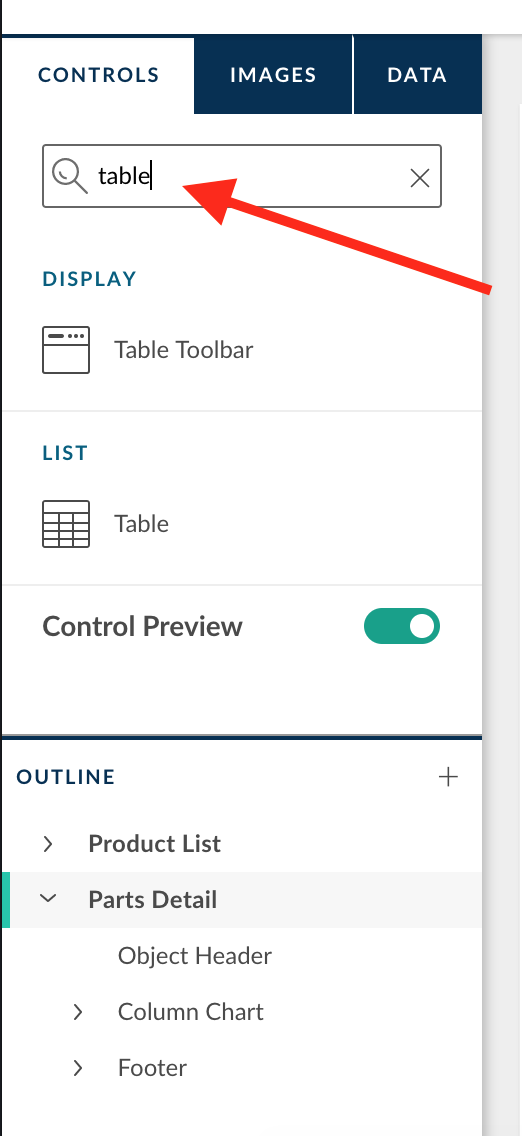 CONTROLS IMAGES DATA
table
DISPLAY
Table Toolbar
LIST
Table
Control Preview
OUTLINE
Product List
Parts Detail
Object Header
Column Chart
Footer